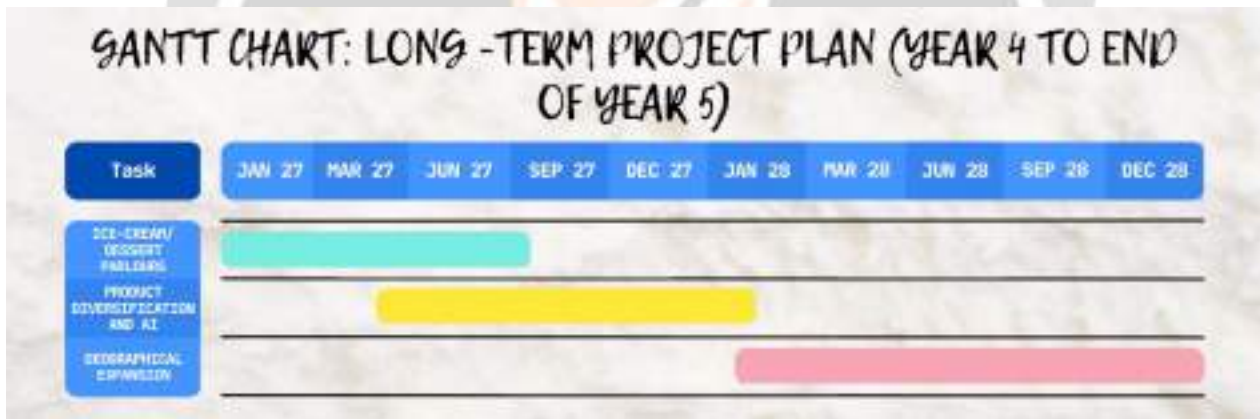 GANTT CHART: LONG -TERM PROJECT PLAN (YEAR 4 TO END
OF YEAR 5)
Task JAN 27 MAR 27 JUN 27 SEP 27 DEC 27 JAN 28 MAR 28 JUN 28 SEP 28 DEC 28
ICE-CREAM/
DESSERT
PARLOURS
PRODUCT
DIVERSIFICATION
AND AI
GEOGRAPHICAL
EXPANSION